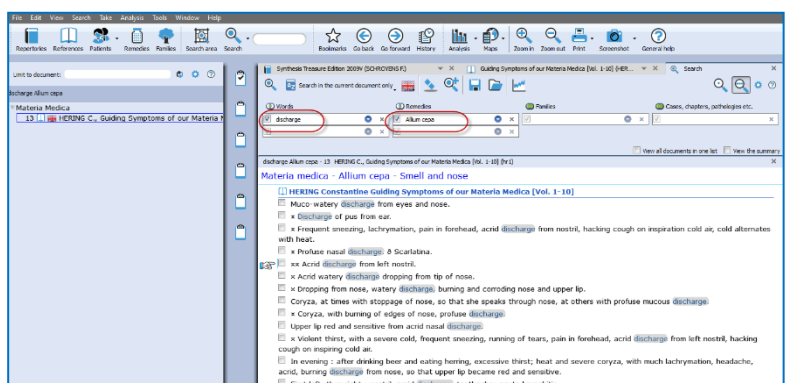 File Edit View Search Take Analysis Tools Window Help
Repertories References Patients Remedies Families Search area Search Bookmarks Go back Go forward History Analysis Maps Zoom in Zoom out Print Screenshot General help
Synthesis Treasure Edition 2009V (SCHROYENS F.) × Guiding Symptoms of our Materia Medica [Vol. 1-10] (HER... × Search ×
Limit to document:
Search in the current document only
discharge Allium cepa
Materia Medica
13 HERING C., Guiding Symptoms of our Materia M
Words Remedies Families Cases, chapters, pathologies etc.
discharge × Allium cepa × × ×
× ×
View all documents in one list View the summary
discharge Allium cepa - 13 HERING C., Guiding Symptoms of our Materia Medica [Vol. 1-10] (hr1) ×
Materia medica - Allium cepa - Smell and nose
HERING Constantine Guiding Symptoms of our Materia Medica [Vol. 1-10]
Muco-watery discharge from eyes and nose.
× Discharge of pus from ear.
× Frequent sneezing, lachrymation, pain in forehead, acrid discharge from nostril, hacking cough on inspiration cold air, cold alternates
with heat.
× Profuse nasal discharge. θ Scarlatina.
×× Acrid discharge from left nostril.
× Acrid watery discharge dropping from tip of nose.
× Dropping from nose, watery discharge, burning and corroding nose and upper lip.
Coryza, at times with stoppage of nose, so that she speaks through nose, at others with profuse mucous discharge.
× Coryza, with burning of edges of nose, profuse discharge.
Upper lip red and sensitive from acrid nasal discharge.
× Violent thirst, with a severe cold, frequent sneezing, running of tears, pain in forehead, acrid discharge from left nostril, hacking
cough on inspiring cold air.
In evening : after drinking beer and eating herring, excessive thirst; heat and severe coryza, with much lachrymation, headache,
acrid, burning discharge from nose, so that upper lip became red and sensitive.